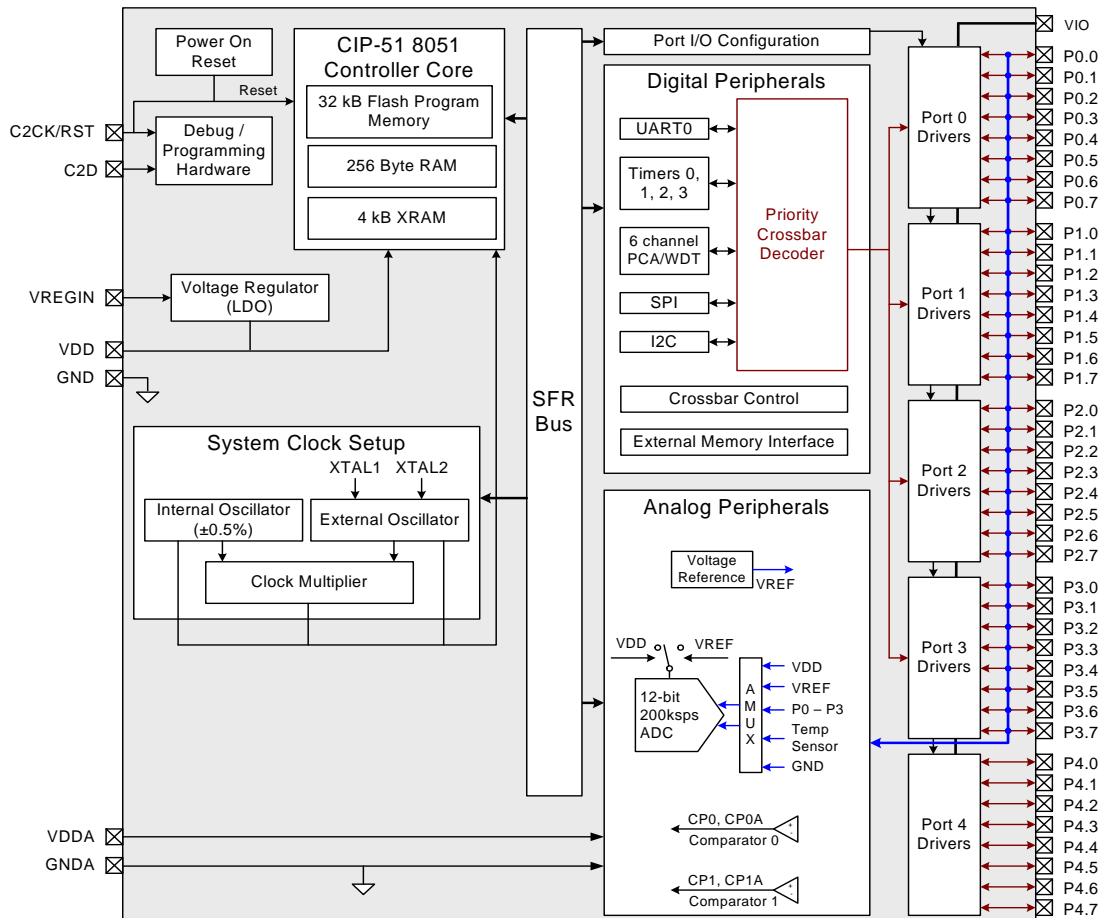 Power On
Reset
Reset
C2CK/RST
Debug /
Programming
Hardware
C2D
CIP-51 8051
Controller Core
32 kB Flash Program
Memory
256 Byte RAM
4 kB XRAM
VREGIN
Voltage Regulator
(LDO)
VDD
GND
System Clock Setup
XTAL1
XTAL2
Internal Oscillator
(±0.5%)
External Oscillator
Clock Multiplier
VDDA
GNDA
SFR
Bus
Port I/O Configuration
Digital Peripherals
UART0
Timers 0,
1, 2, 3
6 channel
PCA/WDT
SPI
I2C
Priority
Crossbar
Decoder
Crossbar Control
External Memory Interface
Analog Peripherals
Voltage
Reference
VREF
VDD
VREF
12-bit
200ksps
ADC
A
M
U
X
VDD
VREF
P0 – P3
Temp
Sensor
GND
CP0, CP0A
+
-
Comparator 0
CP1, CP1A
+
-
Comparator 1
Port 0
Drivers
Port 1
Drivers
Port 2
Drivers
Port 3
Drivers
Port 4
Drivers
VIO
P0.0
P0.1
P0.2
P0.3
P0.4
P0.5
P0.6
P0.7
P1.0
P1.1
P1.2
P1.3
P1.4
P1.5
P1.6
P1.7
P2.0
P2.1
P2.2
P2.3
P2.4
P2.5
P2.6
P2.7
P3.0
P3.1
P3.2
P3.3
P3.4
P3.5
P3.6
P3.7
P4.0
P4.1
P4.2
P4.3
P4.4
P4.5
P4.6
P4.7